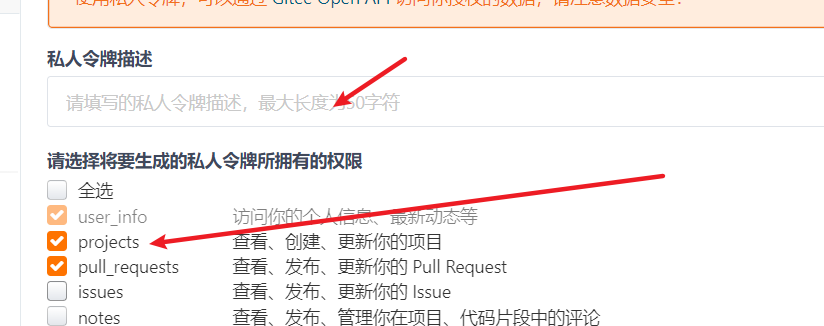 使用私人令牌，可以通过 Gitee Open API 访问你授权的数据，请注意数据安全！
私人令牌描述
请填写的私人令牌描述，最大长度为50字符
请选择将要生成的私人令牌所拥有的权限
全选
user_info 访问你的个人信息、最新动态等
projects 查看、创建、更新你的项目
pull_requests 查看、发布、更新你的 Pull Request
issues 查看、发布、更新你的 Issue
notes 查看、发布、管理你在项目、代码片段中的评论